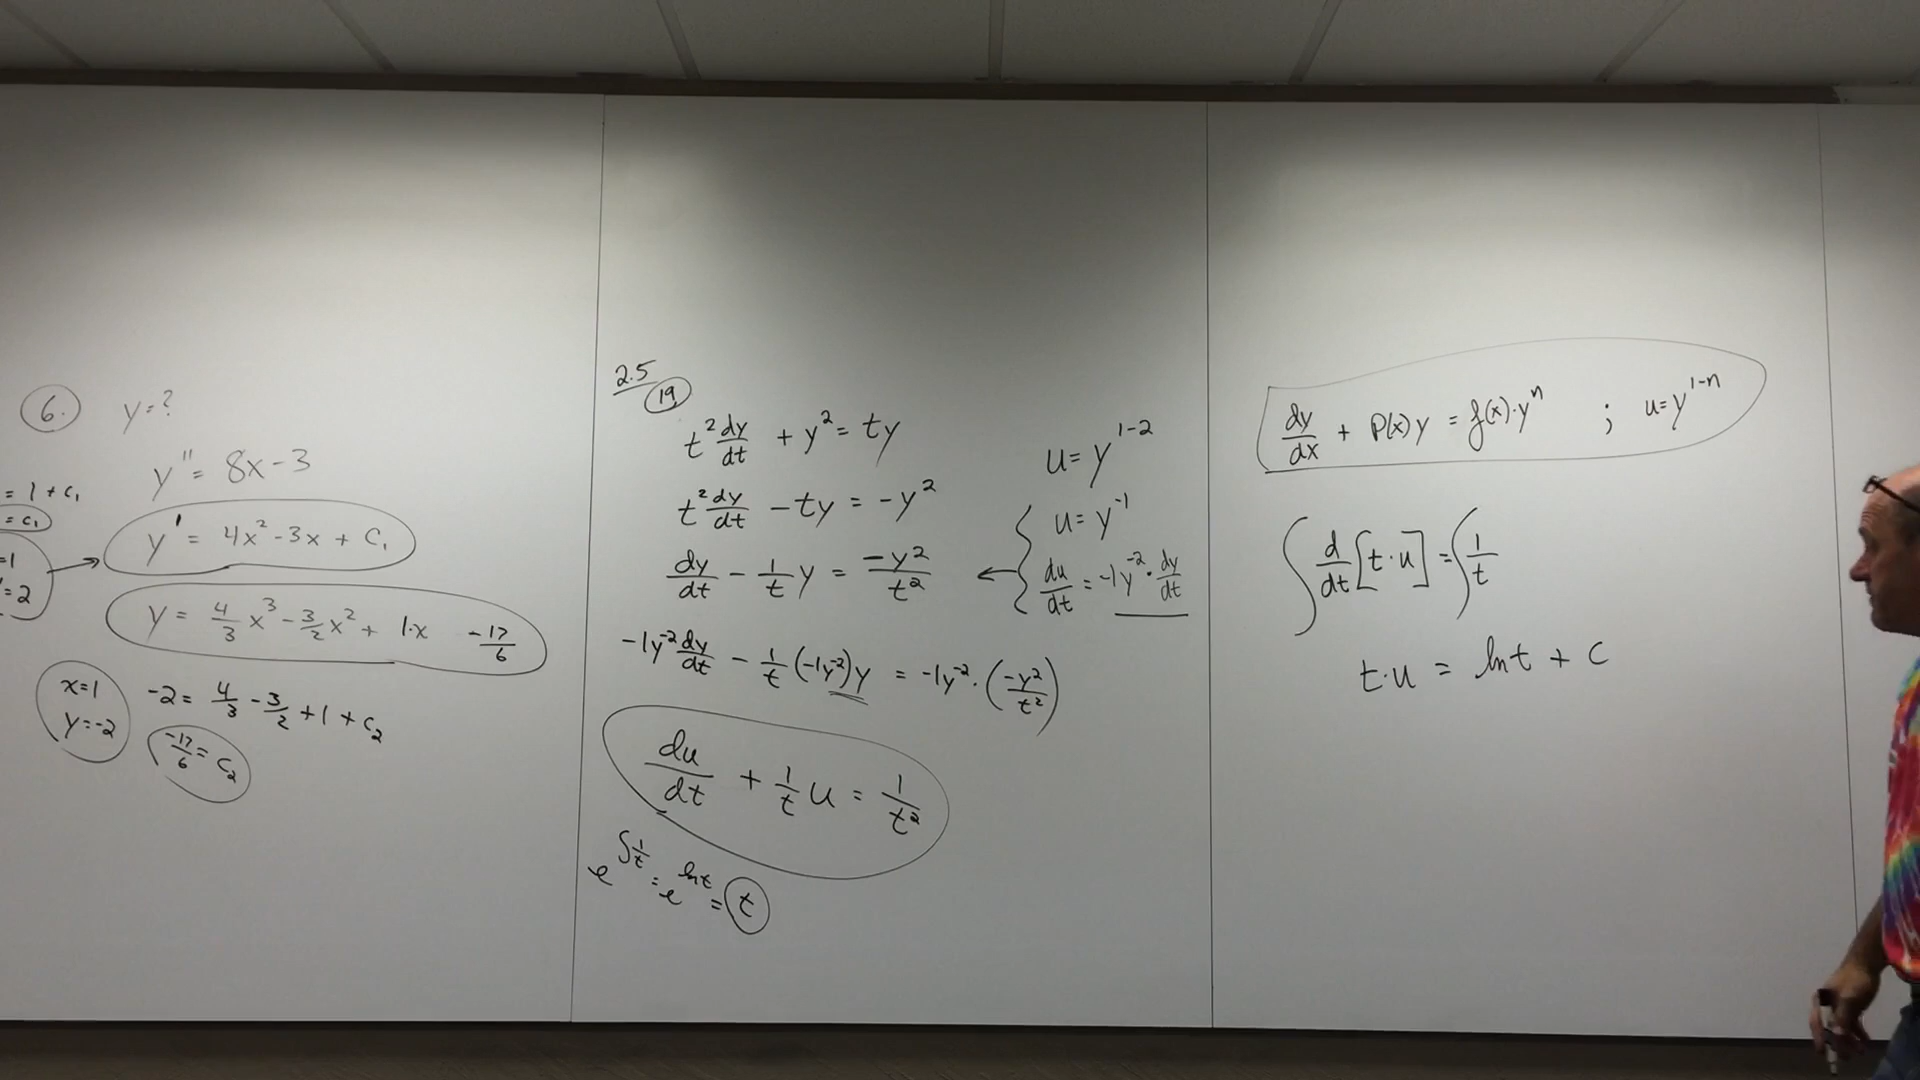 6. y=?
y'' = 8x-3
= 1 + c₁
= c₁
y' = 4x² -3x + C₁
=1
=2
y = 4/3 x³ - 3/2 x² + 1·x -17/6
x=1
y=-2
-2 = 4/3 - 3/2 + 1 + c₂
-17/6 = C₂
2.5
19
t² dy/dt + y² = ty
t² dy/dt - ty = -y²
dy/dt - 1/t y = -y²/t²
u = y^(1-2)
u = y⁻¹
du/dt = -1y⁻² · dy/dt
-1y⁻² dy/dt - 1/t (-1y⁻²)y = -1y⁻² · (-y²/t²)
du/dt + 1/t u = 1/t²
e^(∫1/t) = e^(ln t) = t
dy/dx + P(x)y = f(x)·yⁿ ; u = y^(1-n)
∫ d/dt [t·u] = ∫ 1/t
t·u = ln t + C